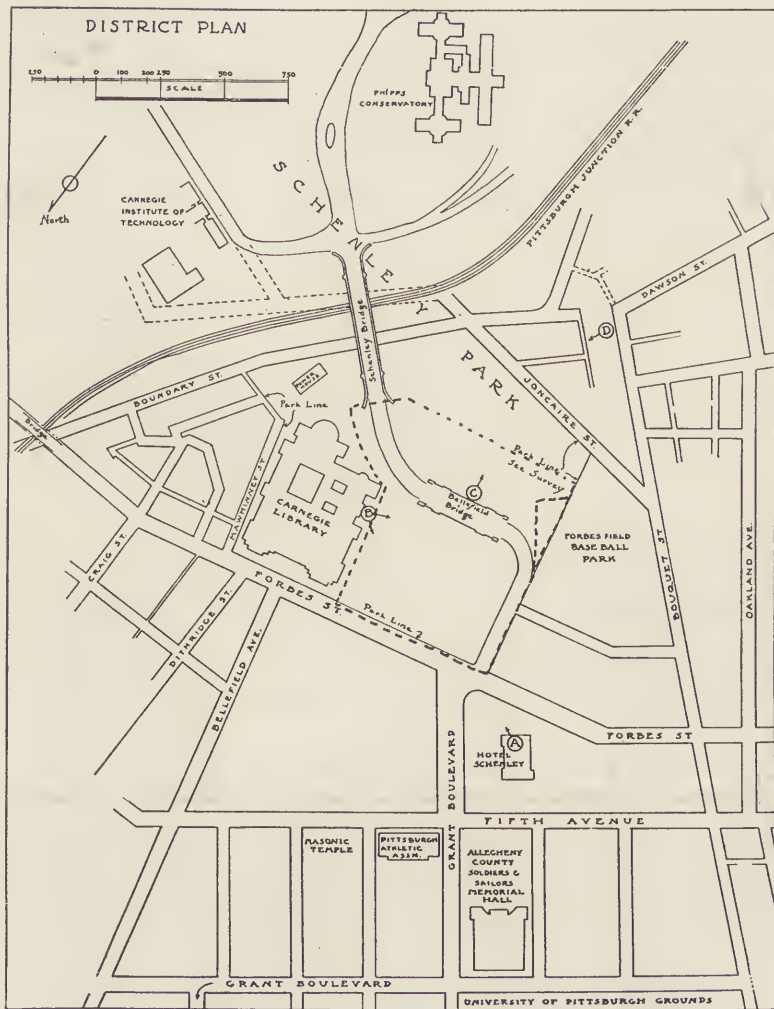 DISTRICT PLAN
250 0 100 200 250 500 750
SCALE
North
PHIPPS
CONSERVATORY
SCHENLEY
PARK
PITTSBURGH JUNCTION R.R.
CARNEGIE
INSTITUTE OF
TECHNOLOGY
DAWSON ST.
D
Schenley Bridge
BOUNDARY ST.
POWER
HOUSE
JONCAIRE ST.
Bridge
Park Line
Park Line
See Survey
MAWHINNEY ST
CARNEGIE
LIBRARY
B
C
Bellefield
Bridge
FORBES FIELD
BASE BALL
PARK
BOUQUET ST
OAKLAND AVE.
CRAIG ST.
DITHRIDGE ST.
BELLEFIELD AVE.
FORBES ST.
Park Line ?
FORBES ST
A
HOTEL
SCHENLEY
GRANT BOULEVARD
FIFTH AVENUE
MASONIC
TEMPLE
PITTSBURGH
ATHLETIC
ASSN.
ALLEGHENY
COUNTY
SOLDIERS &
SAILORS
MEMORIAL
HALL
GRANT BOULEVARD
UNIVERSITY OF PITTSBURGH GROUNDS